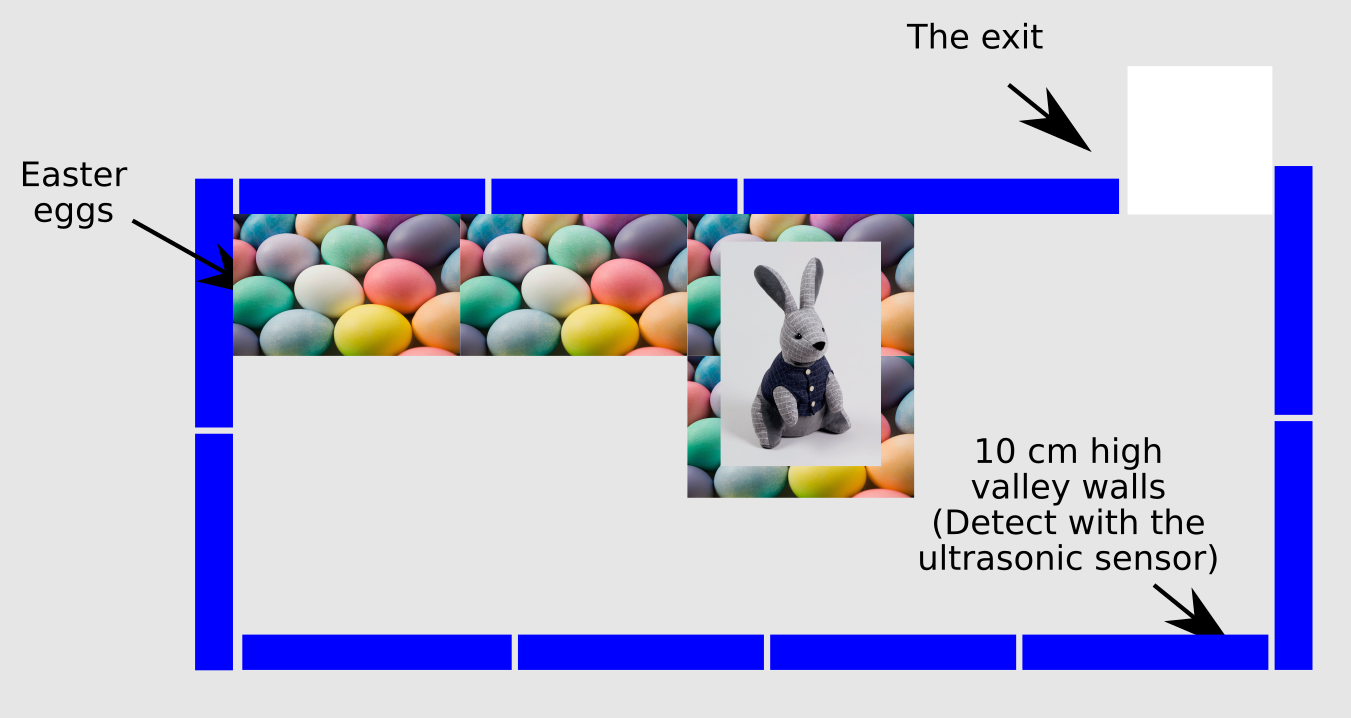 The exit
Easter
eggs
10 cm high
valley walls
(Detect with the
ultrasonic sensor)